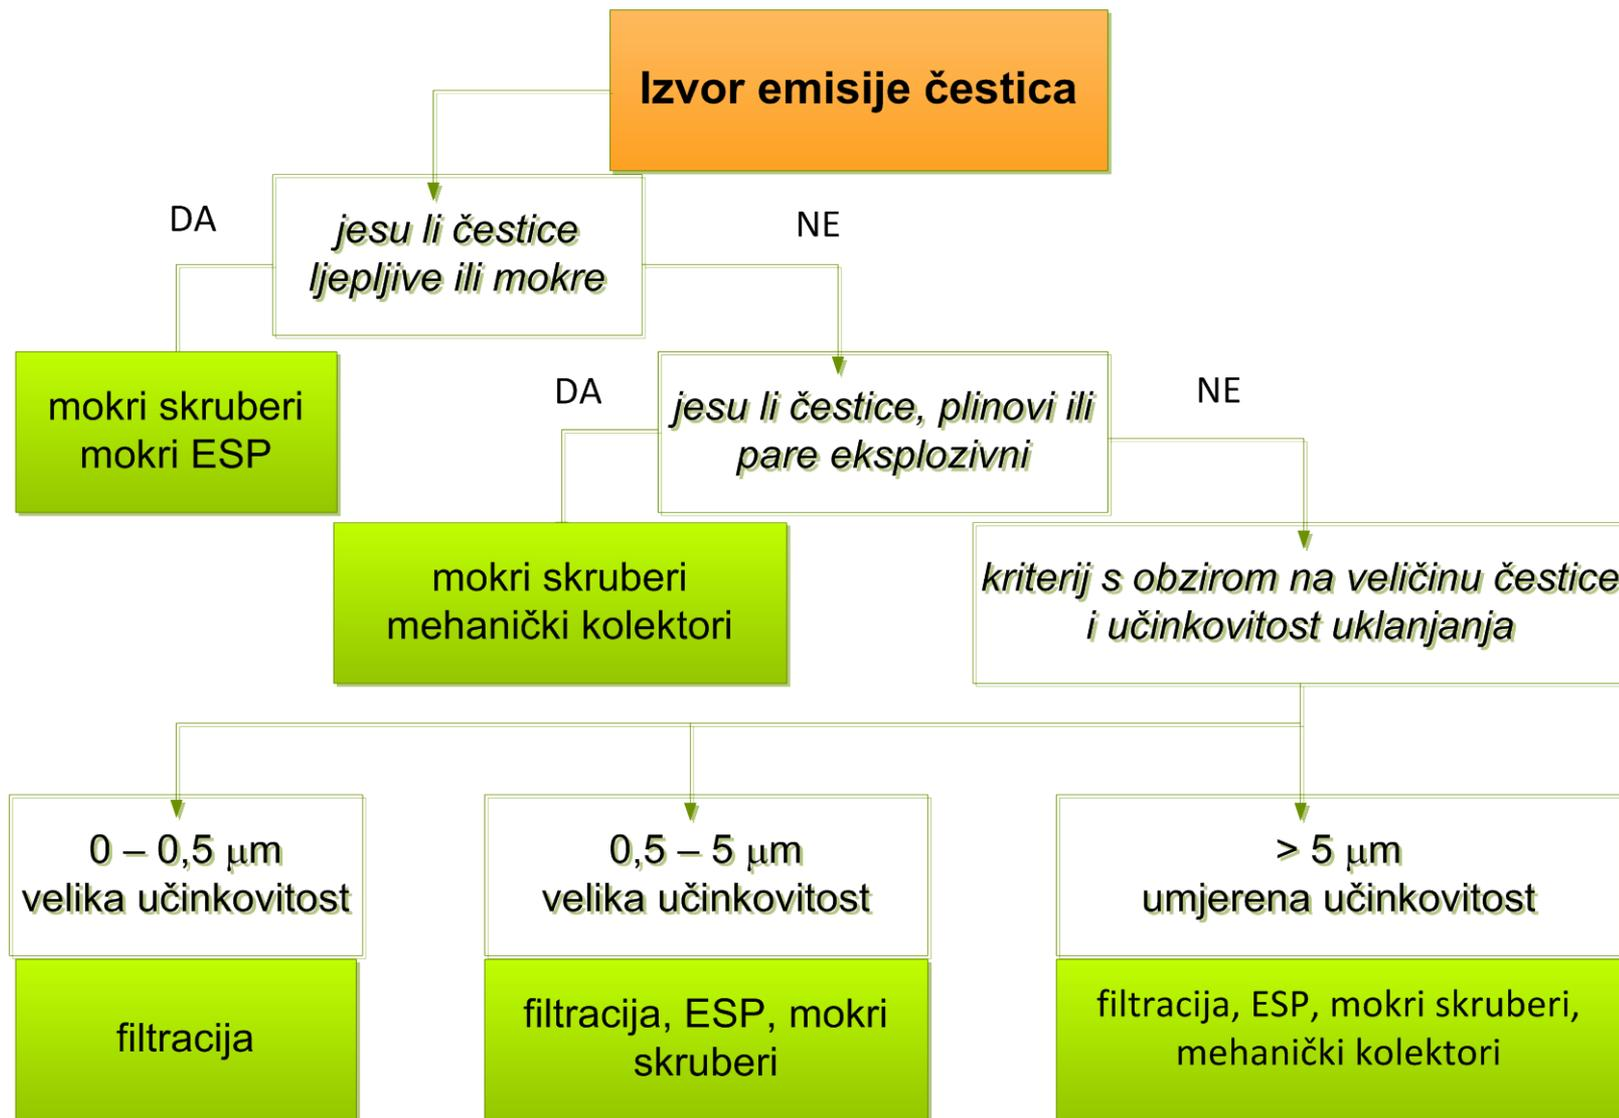 Izvor emisije čestica
DA
jesu li čestice
ljepljive ili mokre
NE
mokri skruberi
mokri ESP
DA
jesu li čestice, plinovi ili
pare eksplozivni
NE
mokri skruberi
mehanički kolektori
kriterij s obzirom na veličinu čestice
i učinkovitost uklanjanja
0 – 0,5 μm
velika učinkovitost
0,5 – 5 μm
velika učinkovitost
> 5 μm
umjerena učinkovitost
filtracija
filtracija, ESP, mokri
skruberi
filtracija, ESP, mokri skruberi,
mehanički kolektori